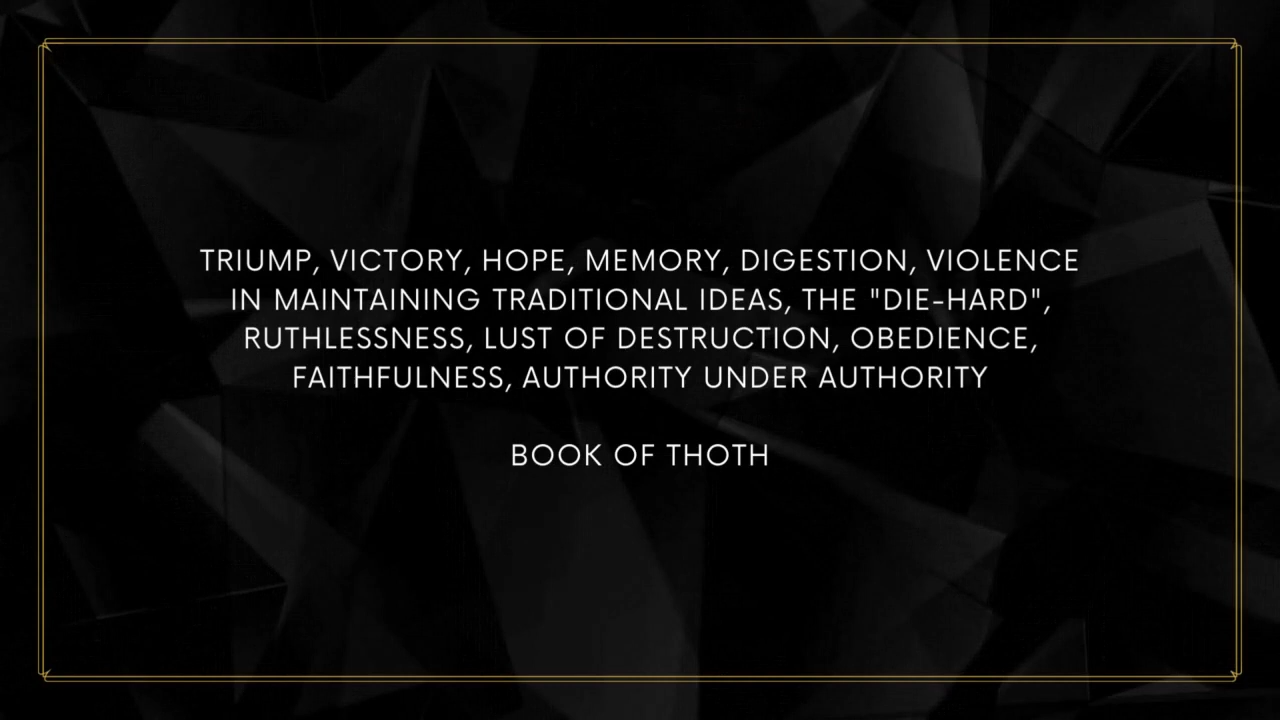 TRIUMP, VICTORY, HOPE, MEMORY, DIGESTION, VIOLENCE
IN MAINTAINING TRADITIONAL IDEAS, THE "DIE-HARD",
RUTHLESSNESS, LUST OF DESTRUCTION, OBEDIENCE,
FAITHFULNESS, AUTHORITY UNDER AUTHORITY
BOOK OF THOTH